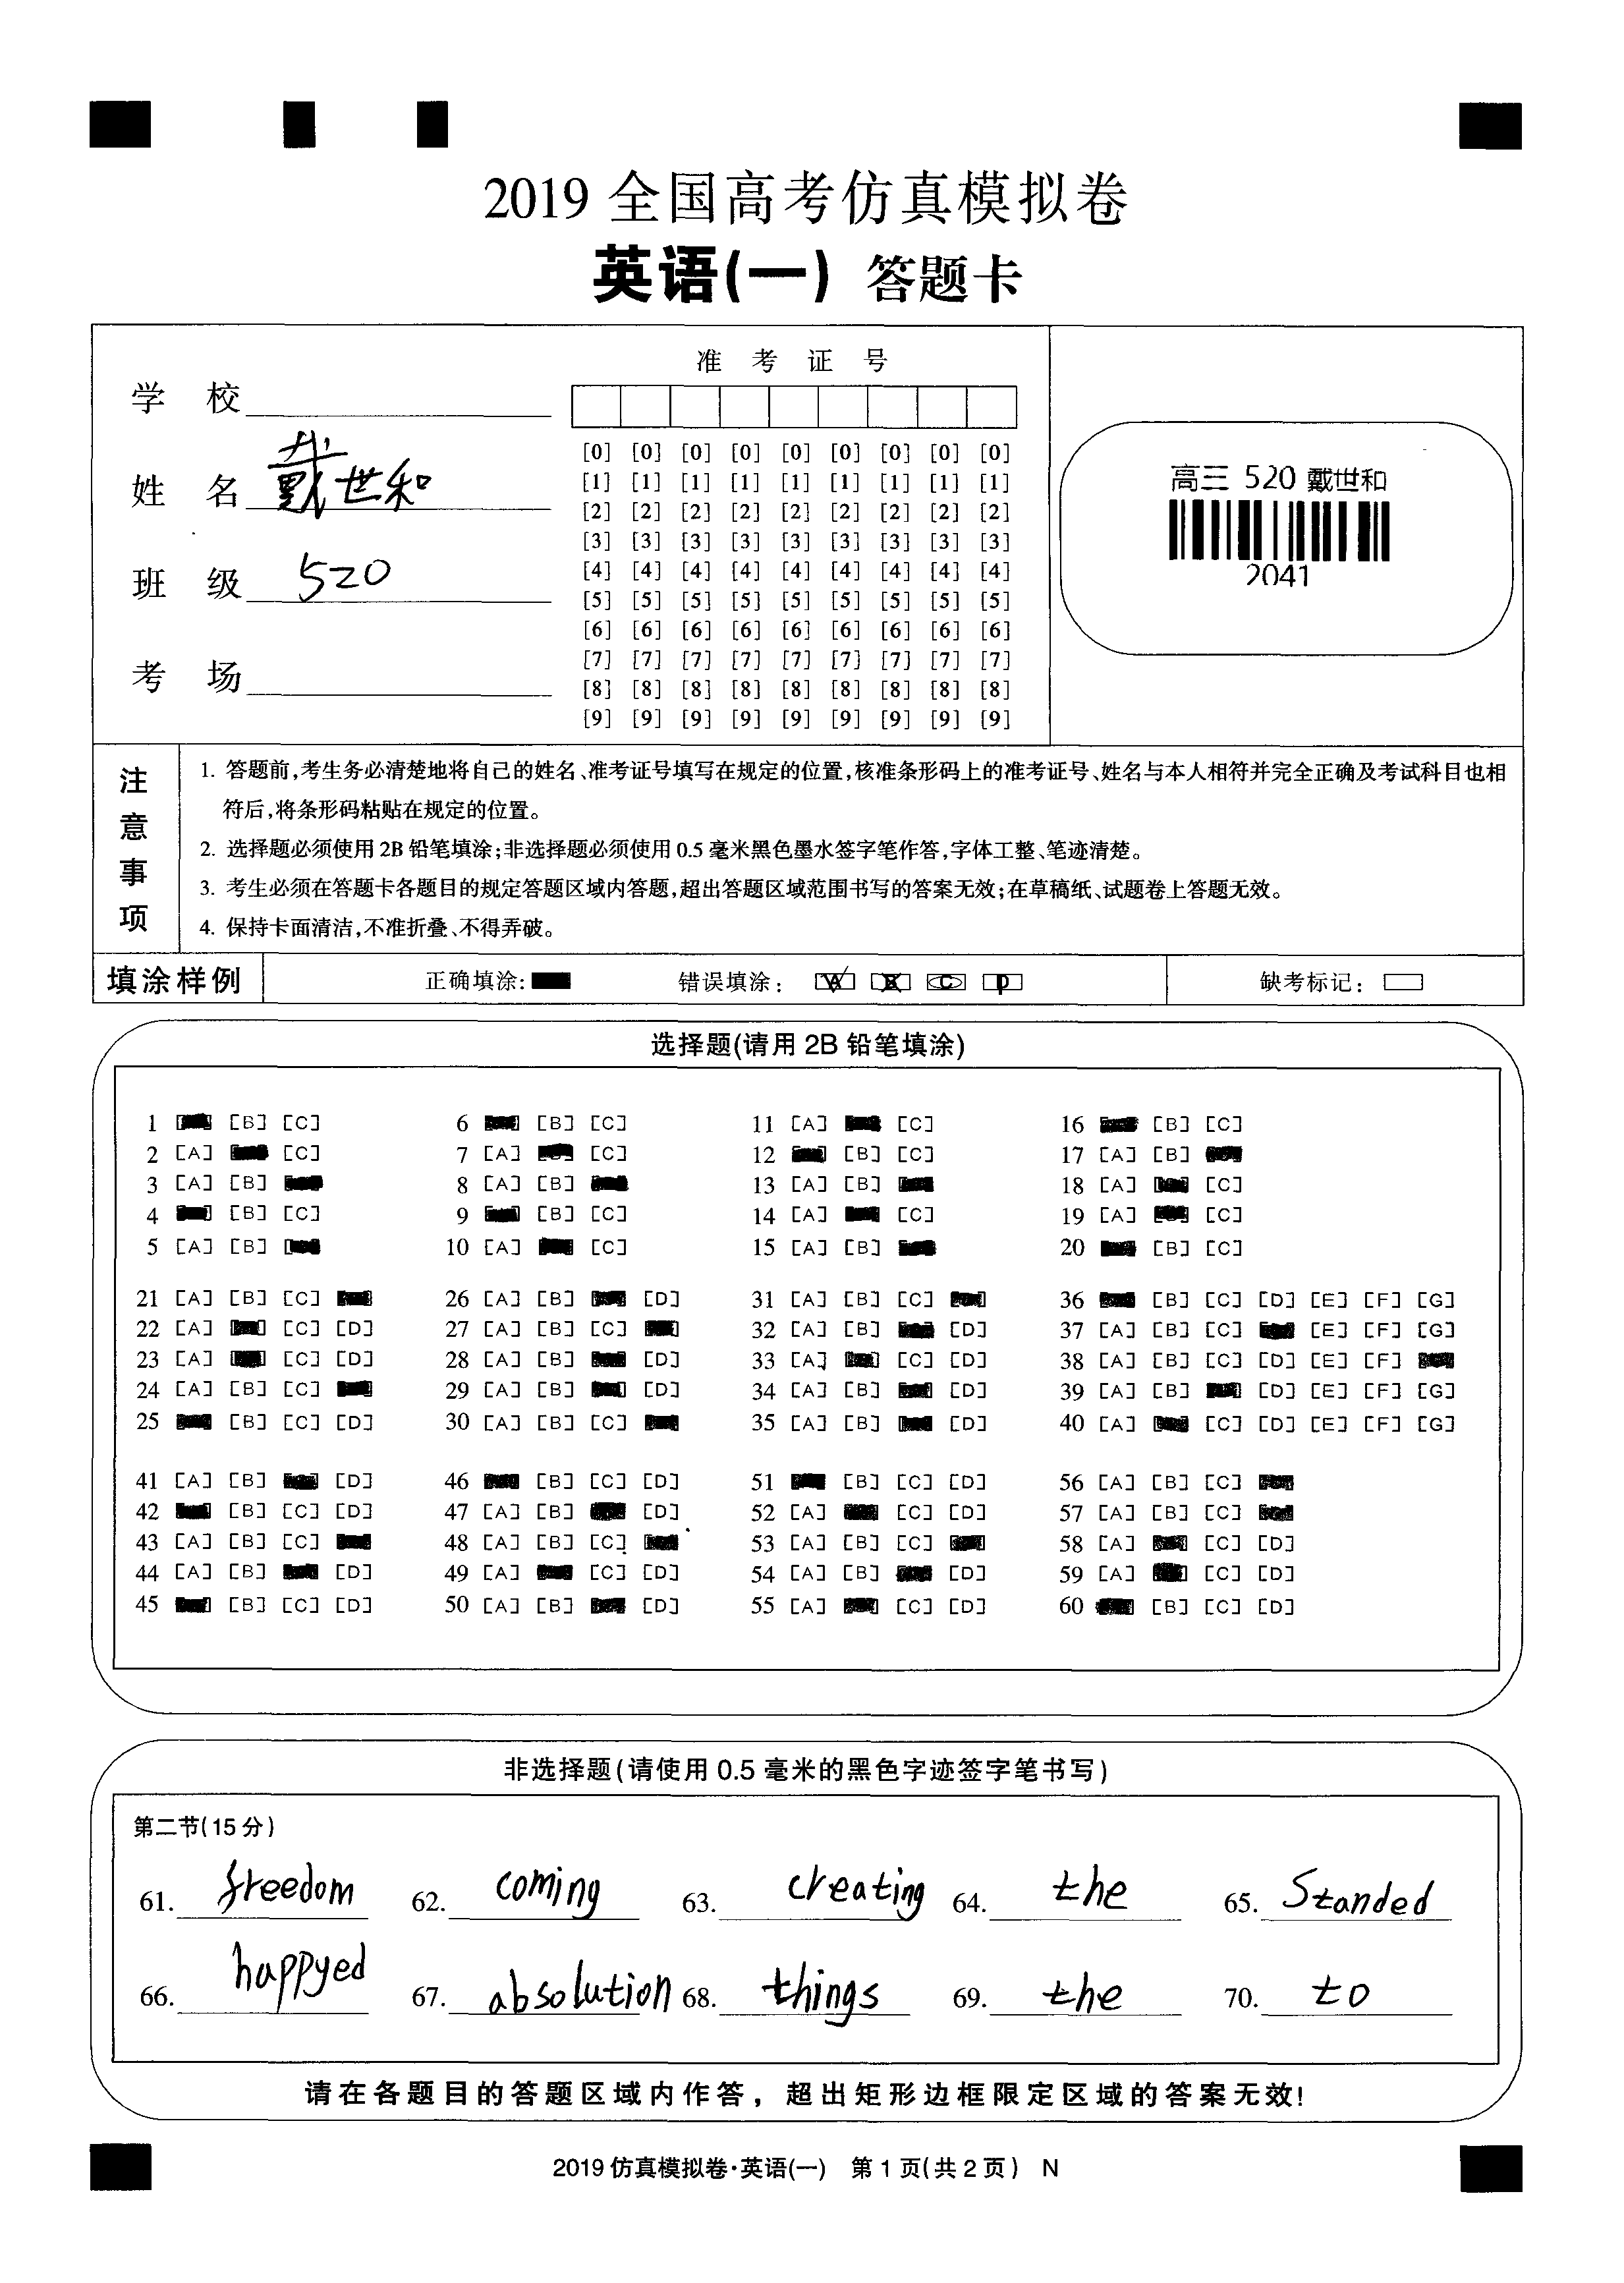 2019 全国高考仿真模拟卷
英语(一) 答题卡
学 校
姓 名 戴世和
班 级 520
考 场
准 考 证 号
[0] [0] [0] [0] [0] [0] [0] [0] [0]
[1] [1] [1] [1] [1] [1] [1] [1] [1]
[2] [2] [2] [2] [2] [2] [2] [2] [2]
[3] [3] [3] [3] [3] [3] [3] [3] [3]
[4] [4] [4] [4] [4] [4] [4] [4] [4]
[5] [5] [5] [5] [5] [5] [5] [5] [5]
[6] [6] [6] [6] [6] [6] [6] [6] [6]
[7] [7] [7] [7] [7] [7] [7] [7] [7]
[8] [8] [8] [8] [8] [8] [8] [8] [8]
[9] [9] [9] [9] [9] [9] [9] [9] [9]
高三 520 戴世和
2041
注意事项
1. 答题前,考生务必清楚地将自己的姓名、准考证号填写在规定的位置,核准条形码上的准考证号、姓名与本人相符并完全正确及考试科目也相
符后,将条形码粘贴在规定的位置。
2. 选择题必须使用 2B 铅笔填涂;非选择题必须使用 0.5 毫米黑色墨水签字笔作答,字体工整、笔迹清楚。
3. 考生必须在答题卡各题目的规定答题区域内答题,超出答题区域范围书写的答案无效;在草稿纸、试题卷上答题无效。
4. 保持卡面清洁,不准折叠、不得弄破。
填涂样例 正确填涂: 错误填涂: A B C D 缺考标记:
选择题(请用 2B 铅笔填涂)
1 [B] [C] 6 [B] [C] 11 [A] [C] 16 [B] [C]
2 [A] [C] 7 [A] [C] 12 [B] [C] 17 [A] [B]
3 [A] [B] 8 [A] [B] 13 [A] [B] 18 [A] [C]
4 [B] [C] 9 [B] [C] 14 [A] [C] 19 [A] [C]
5 [A] [B] 10 [A] [C] 15 [A] [B] 20 [B] [C]
21 [A] [B] [C] 26 [A] [B] [D] 31 [A] [B] [C] 36 [B] [C] [D] [E] [F] [G]
22 [A] [C] [D] 27 [A] [B] [C] 32 [A] [B] [D] 37 [A] [B] [C] [E] [F] [G]
23 [A] [C] [D] 28 [A] [B] [D] 33 [A] [C] [D] 38 [A] [B] [C] [D] [E] [F]
24 [A] [B] [C] 29 [A] [B] [D] 34 [A] [B] [D] 39 [A] [B] [D] [E] [F] [G]
25 [B] [C] [D] 30 [A] [B] [C] 35 [A] [B] [D] 40 [A] [C] [D] [E] [F] [G]
41 [A] [B] [D] 46 [B] [C] [D] 51 [B] [C] [D] 56 [A] [B] [C]
42 [B] [C] [D] 47 [A] [B] [D] 52 [A] [C] [D] 57 [A] [B] [C]
43 [A] [B] [C] 48 [A] [B] [C] 53 [A] [B] [C] 58 [A] [C] [D]
44 [A] [B] [D] 49 [A] [C] [D] 54 [A] [B] [D] 59 [A] [C] [D]
45 [B] [C] [D] 50 [A] [B] [D] 55 [A] [C] [D] 60 [B] [C] [D]
非选择题(请使用 0.5 毫米的黑色字迹签字笔书写)
第二节(15 分)
61. freedom 62. coming 63. creating 64. the 65. Standed
66. happyed 67. absolution 68. things 69. the 70. to
请在各题目的答题区域内作答，超出矩形边框限定区域的答案无效!
2019 仿真模拟卷·英语(一) 第 1 页(共 2 页) N